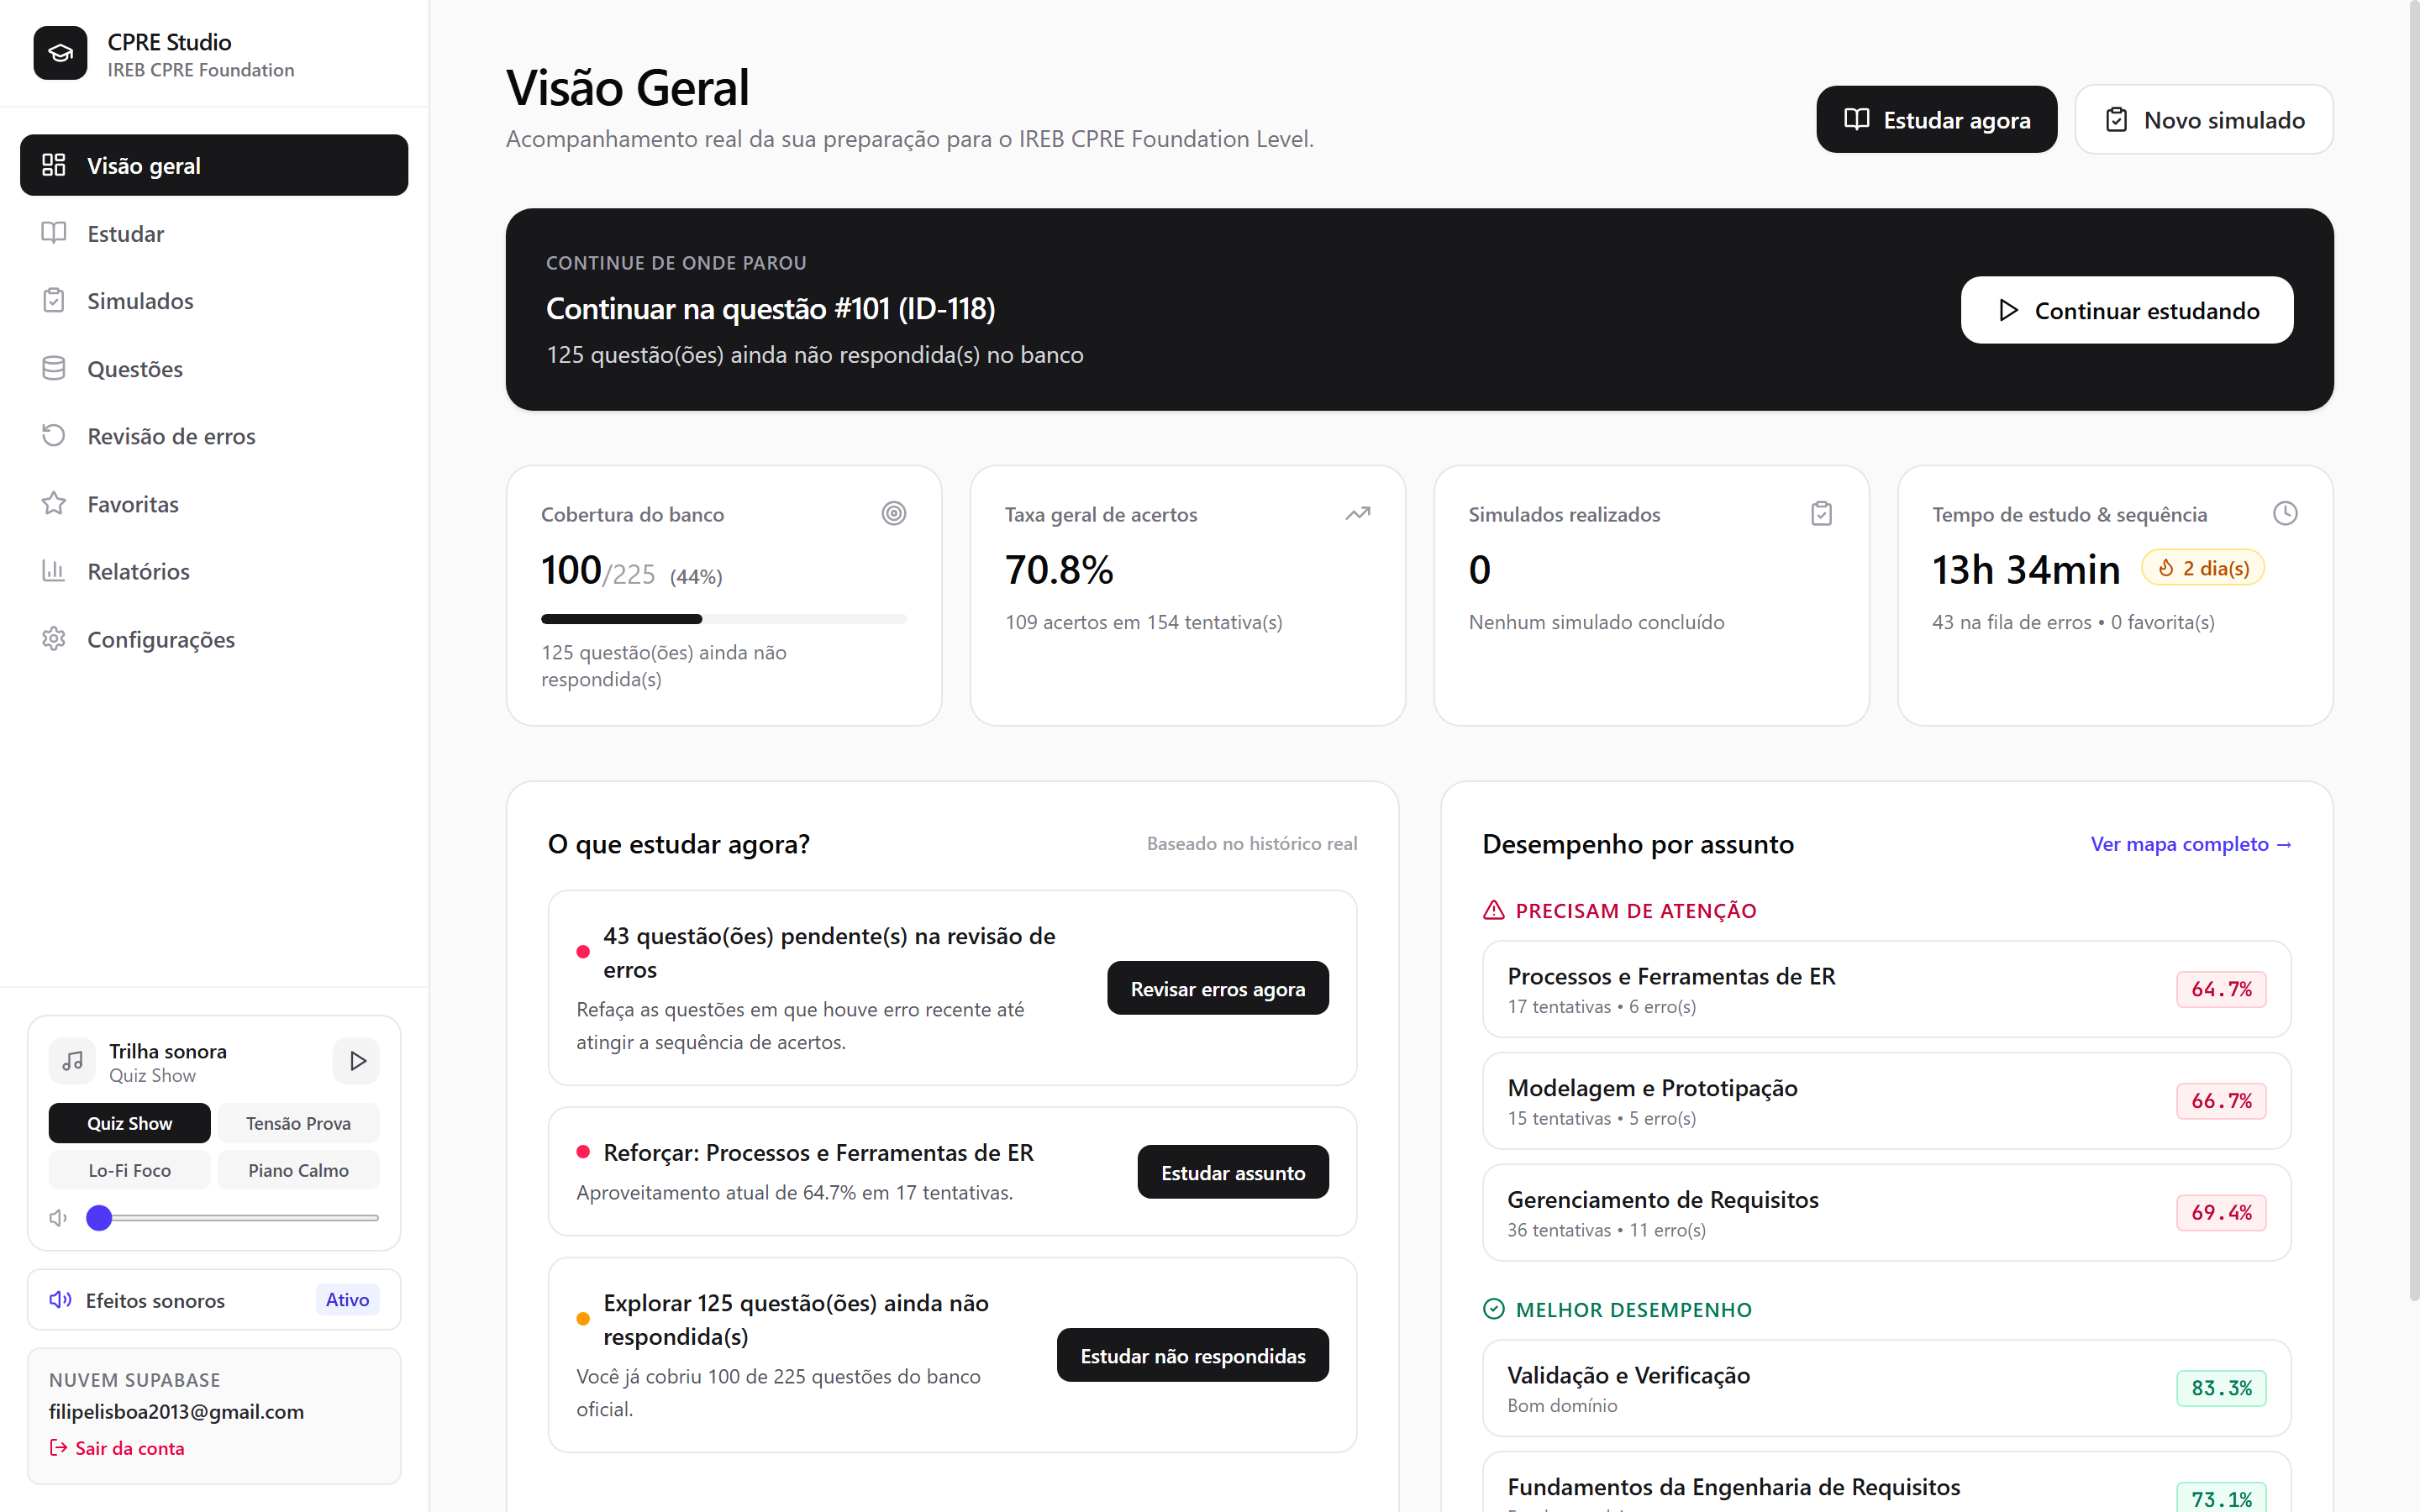 CPRE Studio
IREB CPRE Foundation
Visão geral
Estudar
Simulados
Questões
Revisão de erros
Favoritas
Relatórios
Configurações
Trilha sonora
Quiz Show
Quiz Show
Tensão Prova
Lo-Fi Foco
Piano Calmo
Efeitos sonoros
Ativo
NUVEM SUPABASE
filipelisboa2013@gmail.com
Sair da conta
Visão Geral
Acompanhamento real da sua preparação para o IREB CPRE Foundation Level.
Estudar agora
Novo simulado
CONTINUE DE ONDE PAROU
Continuar na questão #101 (ID-118)
125 questão(ões) ainda não respondida(s) no banco
Continuar estudando
Cobertura do banco
100/225 (44%)
125 questão(ões) ainda não
respondida(s)
Taxa geral de acertos
70.8%
109 acertos em 154 tentativa(s)
Simulados realizados
0
Nenhum simulado concluído
Tempo de estudo & sequência
13h 34min
2 dia(s)
43 na fila de erros • 0 favorita(s)
O que estudar agora?
Baseado no histórico real
43 questão(ões) pendente(s) na revisão de
erros
Refaça as questões em que houve erro recente até
atingir a sequência de acertos.
Revisar erros agora
Reforçar: Processos e Ferramentas de ER
Aproveitamento atual de 64.7% em 17 tentativas.
Estudar assunto
Explorar 125 questão(ões) ainda não
respondida(s)
Você já cobriu 100 de 225 questões do banco
oficial.
Estudar não respondidas
Desempenho por assunto
Ver mapa completo →
PRECISAM DE ATENÇÃO
Processos e Ferramentas de ER
17 tentativas • 6 erro(s)
64.7%
Modelagem e Prototipação
15 tentativas • 5 erro(s)
66.7%
Gerenciamento de Requisitos
36 tentativas • 11 erro(s)
69.4%
MELHOR DESEMPENHO
Validação e Verificação
Bom domínio
83.3%
Fundamentos da Engenharia de Requisitos
73.1%